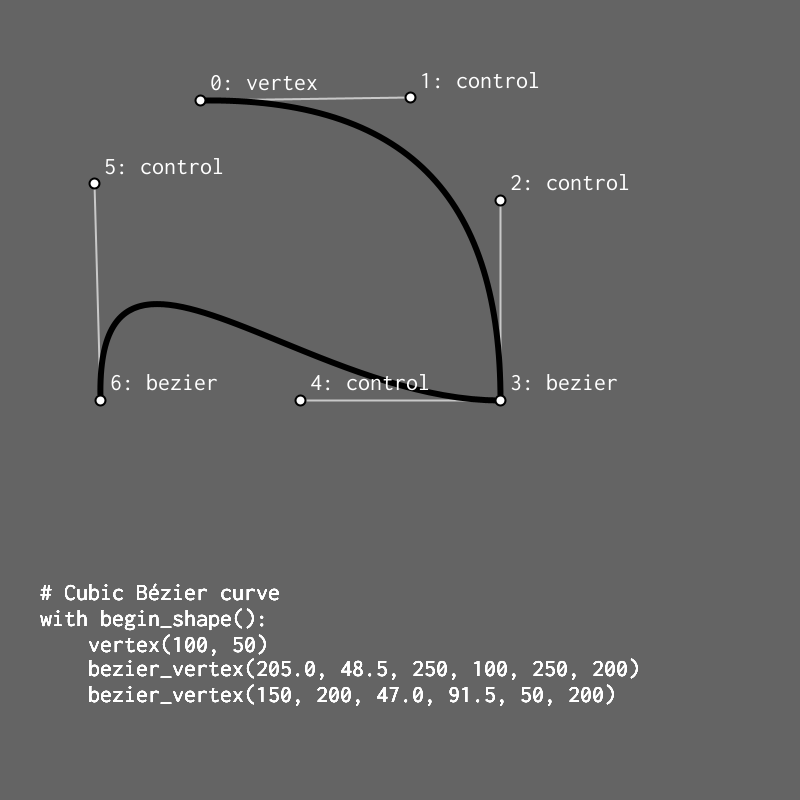 0: vertex
1: control
5: control
2: control
6: bezier
4: control
3: bezier
# Cubic Bézier curve
with begin_shape():
    vertex(100, 50)
    bezier_vertex(205.0, 48.5, 250, 100, 250, 200)
    bezier_vertex(150, 200, 47.0, 91.5, 50, 200)